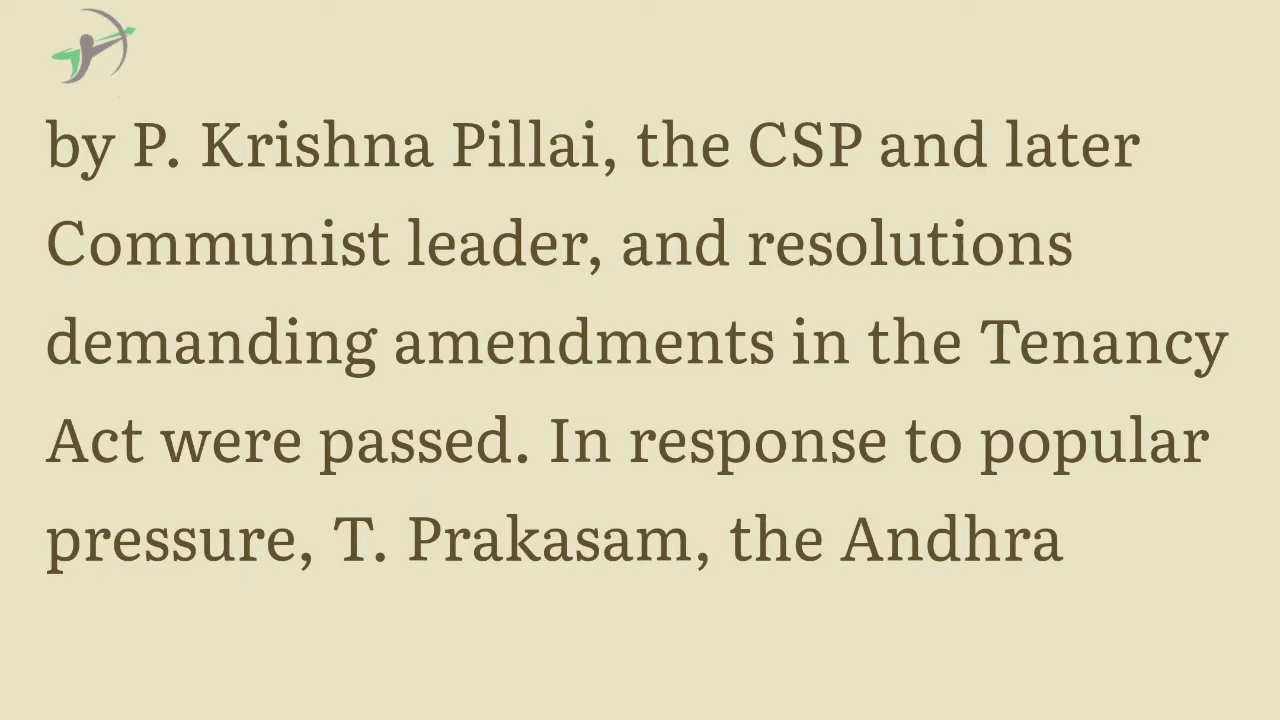 by P. Krishna Pillai, the CSP and later
Communist leader, and resolutions
demanding amendments in the Tenancy
Act were passed. In response to popular
pressure, T. Prakasam, the Andhra